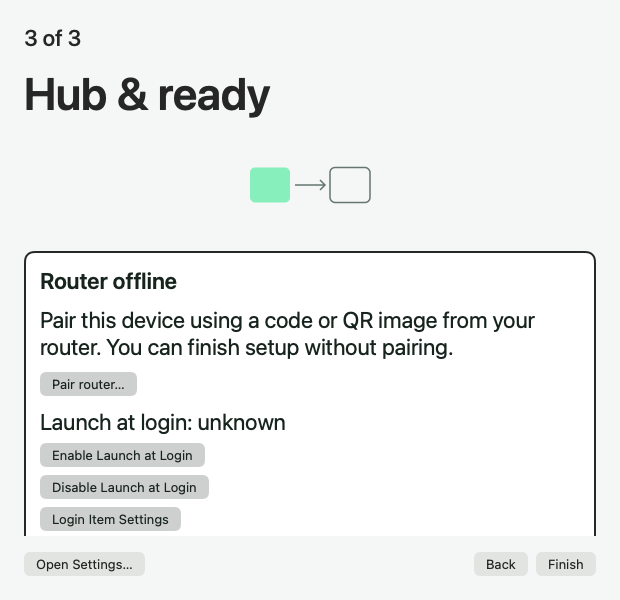 3 of 3
Hub & ready
Router offline
Pair this device using a code or QR image from your
router. You can finish setup without pairing.
Pair router...
Launch at login: unknown
Enable Launch at Login
Disable Launch at Login
Login Item Settings
Open Settings...
Back
Finish